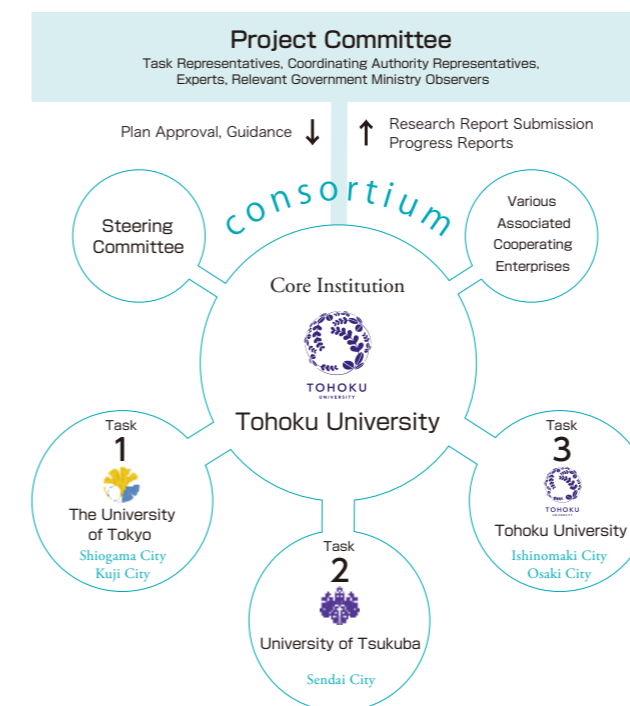 Project Committee
Task Representatives, Coordinating Authority Representatives,
Experts, Relevant Government Ministry Observers
Plan Approval, Guidance ↓
↑ Research Report Submission
Progress Reports
consortium
Steering
Committee
Various
Associated
Cooperating
Enterprises
Core Institution
TOHOKU
UNIVERSITY
Tohoku University
Task
1
The University
of Tokyo
Shiogama City
Kuji City
Task
2
University of Tsukuba
Sendai City
Task
3
TOHOKU
UNIVERSITY
Tohoku University
Ishinomaki City
Osaki City